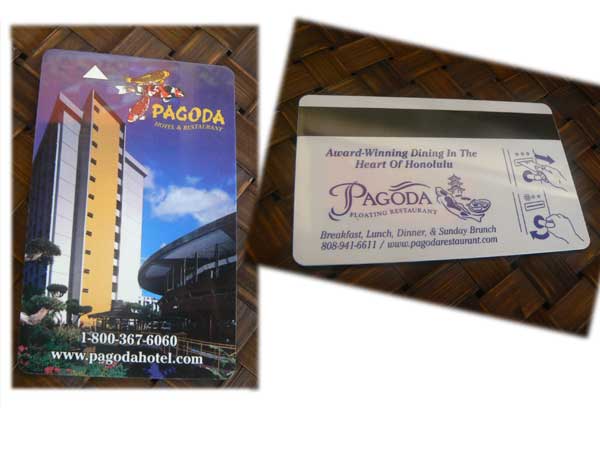 PAGODA
HOTEL & RESTAURANT
1-800-367-6060
www.pagodahotel.com
Award-Winning Dining In The
Heart Of Honolulu
PAGODA
FLOATING RESTAURANT
Breakfast, Lunch, Dinner, & Sunday Brunch
808-941-6611 / www.pagodarestaurant.com